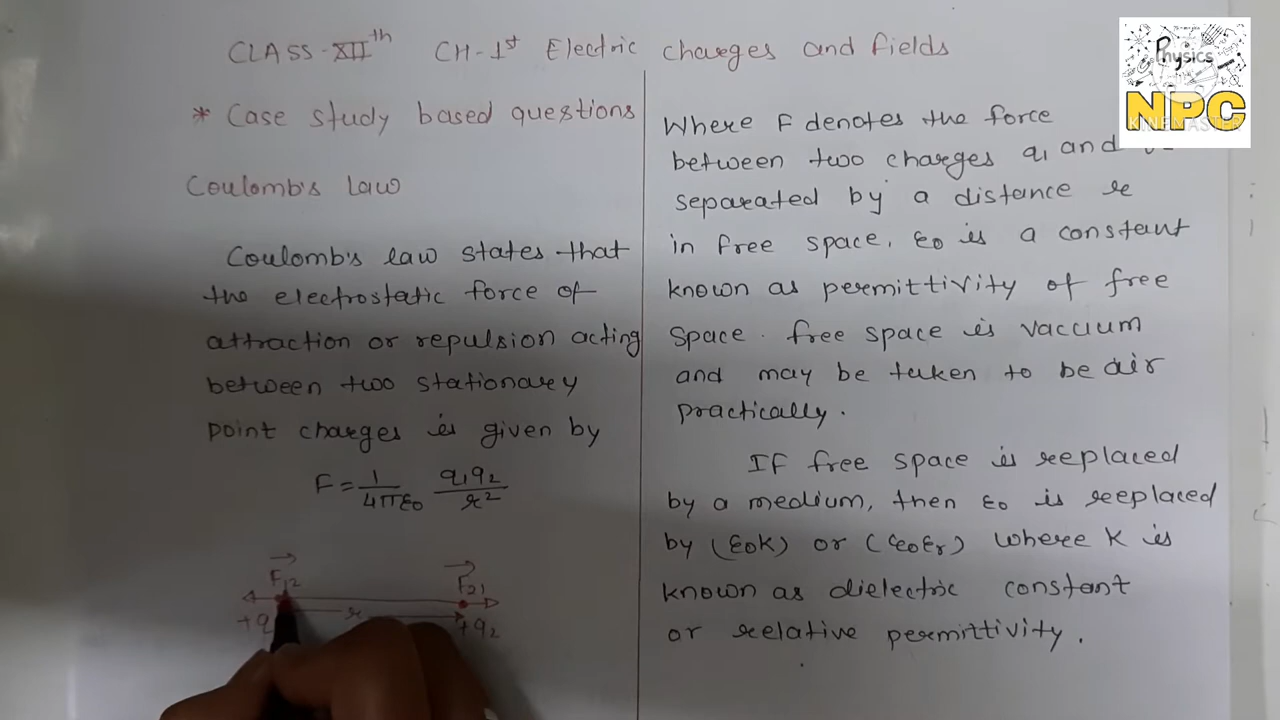 CLASS-XIIth CH-1st Electric charges and fields
* Case study based questions
Coulomb's law
Coulomb's law states that
the electrostatic force of
attraction or repulsion acting
between two stationary
point charges is given by
F = 1/4πε0 q1q2/r²
F12 F21
r
+q +q2
Where F denotes the force
between two charges q1 and
separated by a distance r
in free space, ε0 is a constant
known as permittivity of free
space. free space is vaccium
and may be taken to be air
practically.
If free space is replaced
by a medium, then ε0 is replaced
by (ε0K) or (ε0εr) where K is
known as dielectric constant
or relative permittivity.
Physics
NPC
KINEMASTER